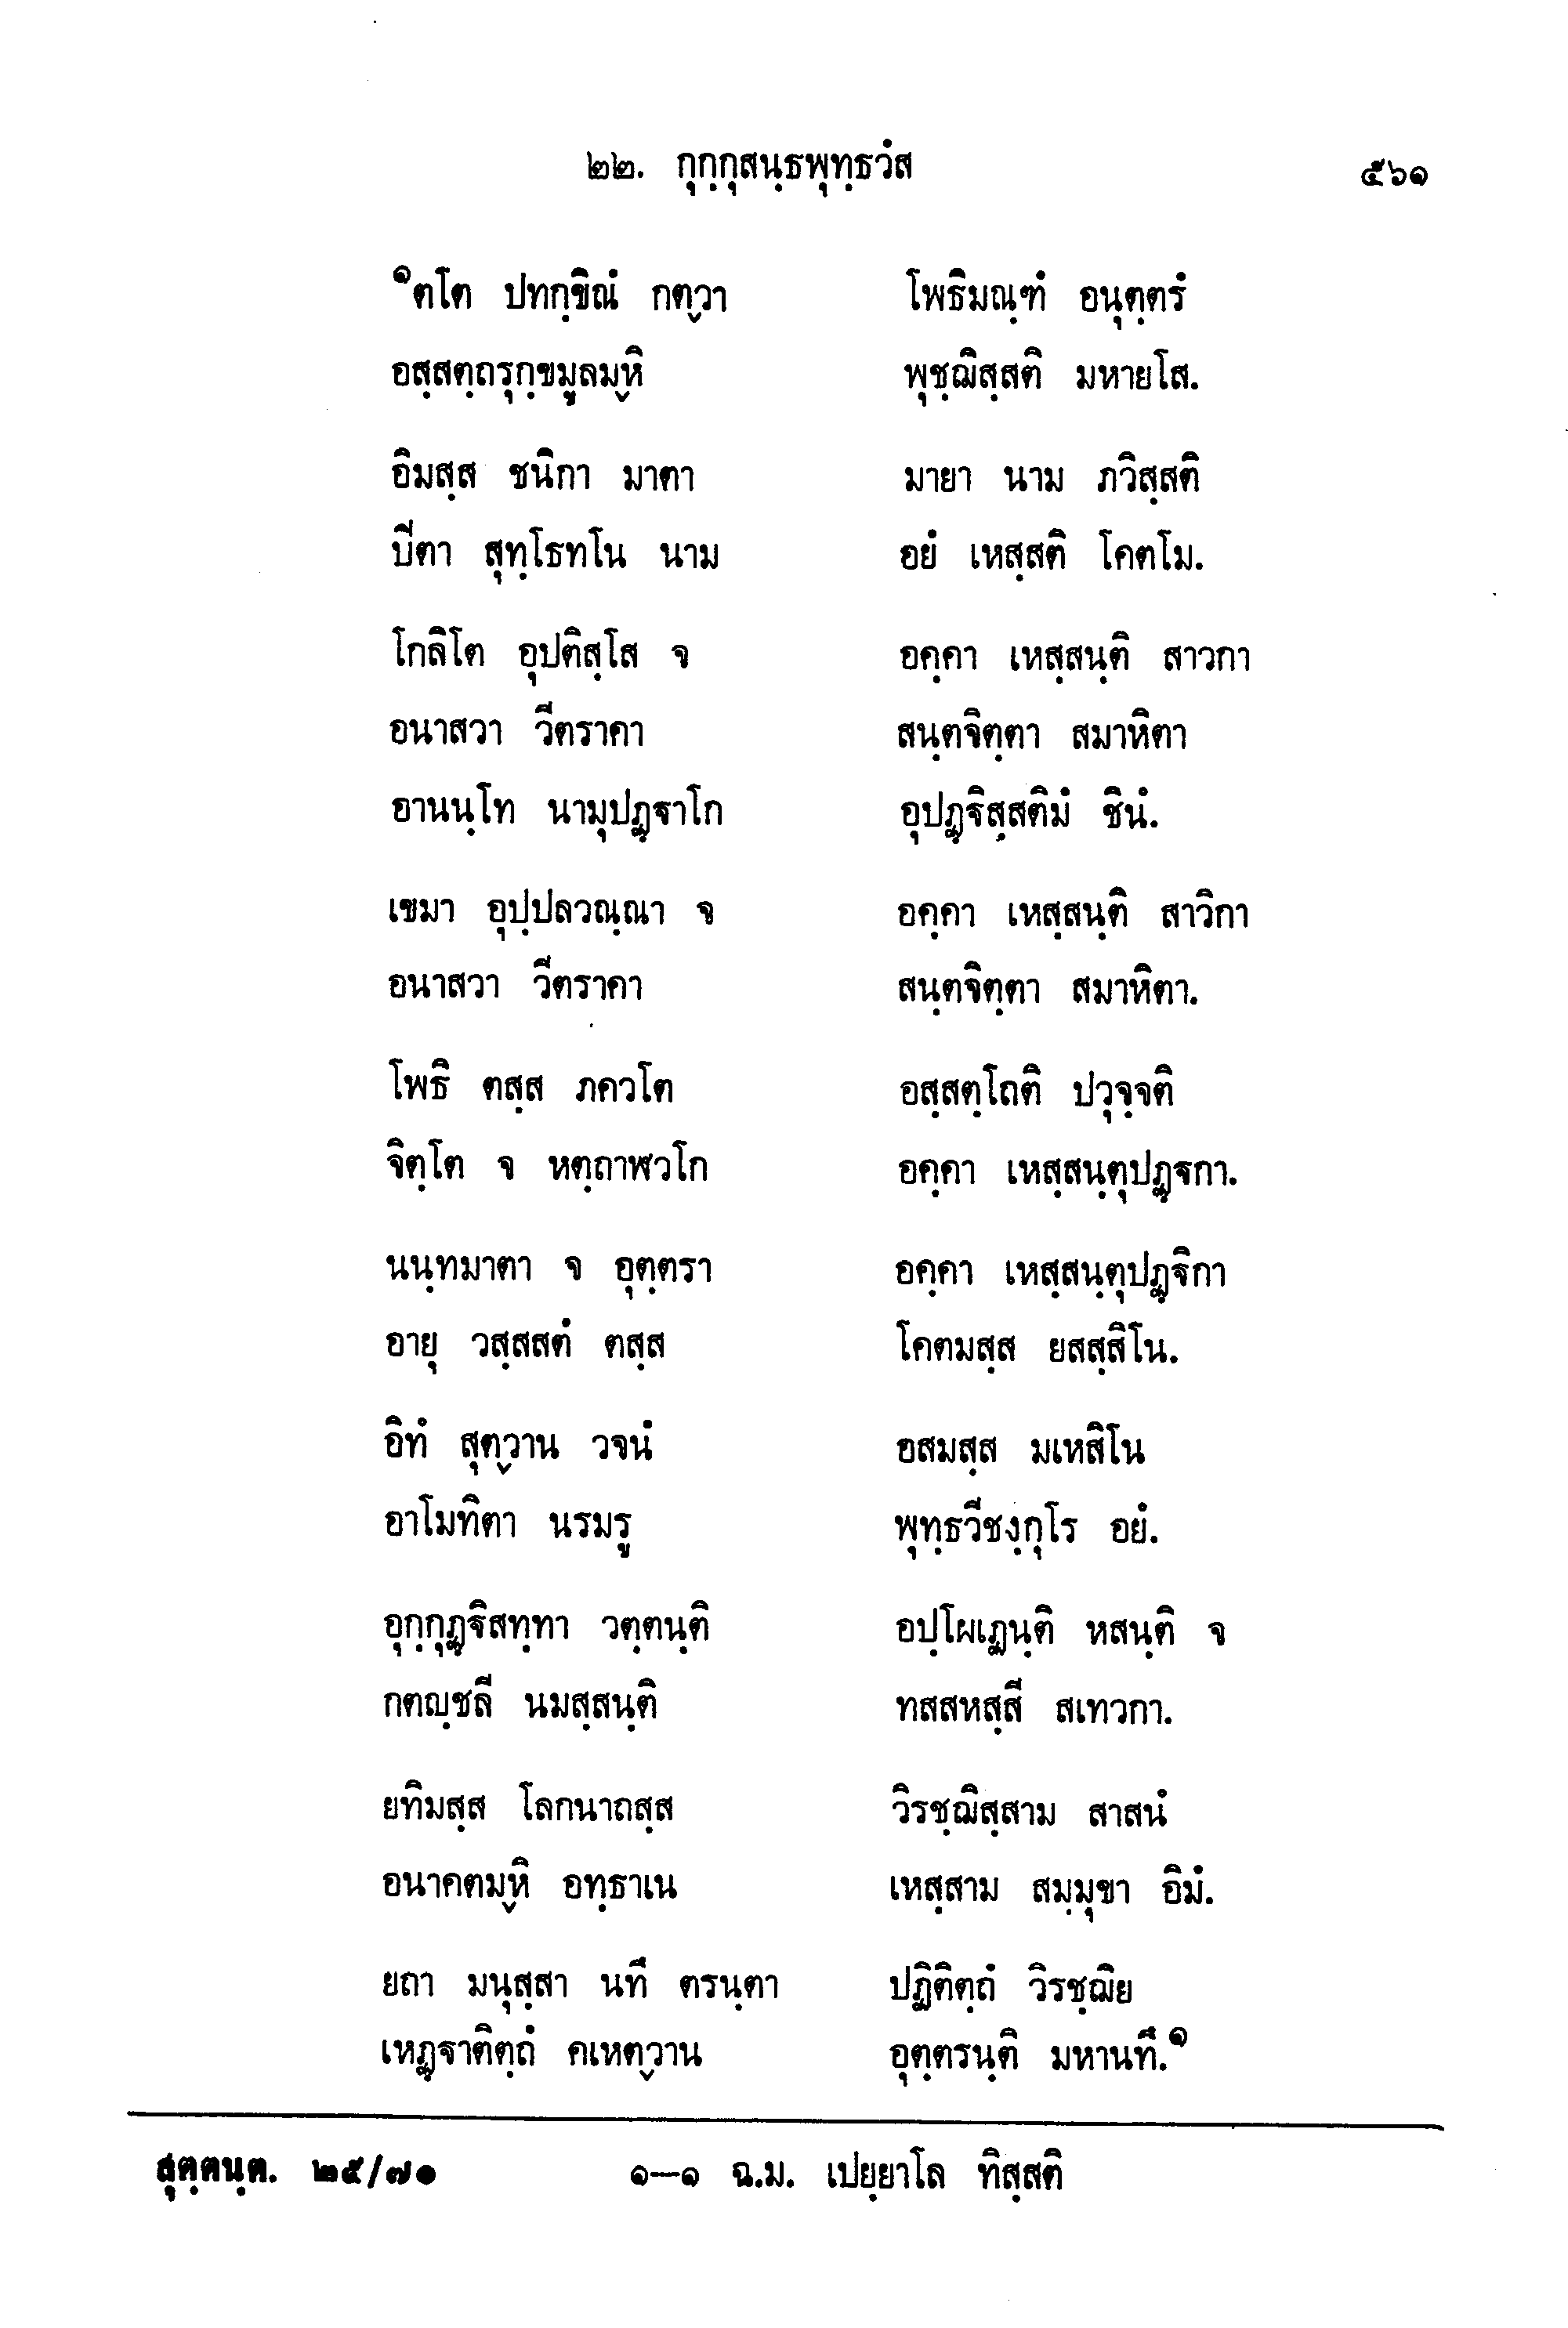 ๒๒. กุกฺกุสนฺธพุทฺธวํส ๕๖๑
๑ตโต ปทกฺขิณํ กตฺวา โพธิมณฺฑํ อนุตฺตรํ
อสฺสตฺถรุกฺขมูลมฺหิ พุชฺฌิสฺสติ มหายโส.
อิมสฺส ชนิกา มาตา มายา นาม ภวิสฺสติ
ปีตา สุทฺโธทโน นาม อยํ เหสฺสติ โคตโม.
โกลิโต อุปติสฺโส จ อคฺคา เหสฺสนฺติ สาวกา
อนาสวา วีตราคา สนฺตจิตฺตา สมาหิตา
อานนฺโท นามุปฏฺฐาโก อุปฏฺฐิสฺสติมํ ชินํ.
เขมา อุปฺปลวณฺณา จ อคฺคา เหสฺสนฺติ สาวิกา
อนาสวา วีตราคา สนฺตจิตฺตา สมาหิตา.
โพธิ ตสฺส ภควโต อสฺสตฺโถติ ปวุจฺจติ
จิตฺโต จ หตฺถาฬวโก อคฺคา เหสฺสนฺตุปฏฺฐกา.
นนฺทมาตา จ อุตฺตรา อคฺคา เหสฺสนฺตุปฏฺฐิกา
อายุ วสฺสสตํ ตสฺส โคตมสฺส ยสสฺสิโน.
อิทํ สุตฺวาน วจนํ อสมสฺส มเหสิโน
อาโมทิตา นรมรู พุทฺธวีชงฺกุโร อยํ.
อุกฺกุฏฺฐิสทฺทา วตฺตนฺติ อปฺโผเฏนฺติ หสนฺติ จ
กตญฺชลี นมสฺสนฺติ ทสสหสฺสี สเทวกา.
ยทิมสฺส โลกนาถสฺส วิรชฺฌิสฺสาม สาสนํ
อนาคตมฺหิ อทฺธาเน เหสฺสาม สมฺมุขา อิมํ.
ยถา มนุสฺสา นทึ ตรนฺตา ปฏิติตฺถํ วิรชฺฌิย
เหฏฺฐาติตฺถํ คเหตฺวาน อุตฺตรนฺติ มหานทึ.๑
สุตฺตนฺต. ๒๕/๗๑ ๑—๑ ฉ.ม. เปยฺยาโล ทิสฺสติ